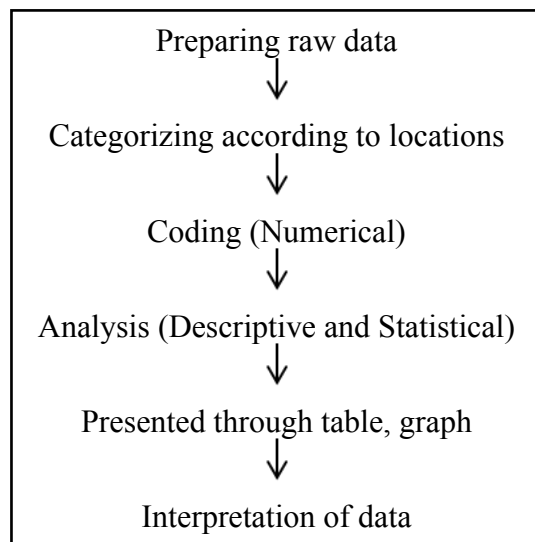 Preparing raw data
Categorizing according to locations
Coding (Numerical)
Analysis (Descriptive and Statistical)
Presented through table, graph
Interpretation of data